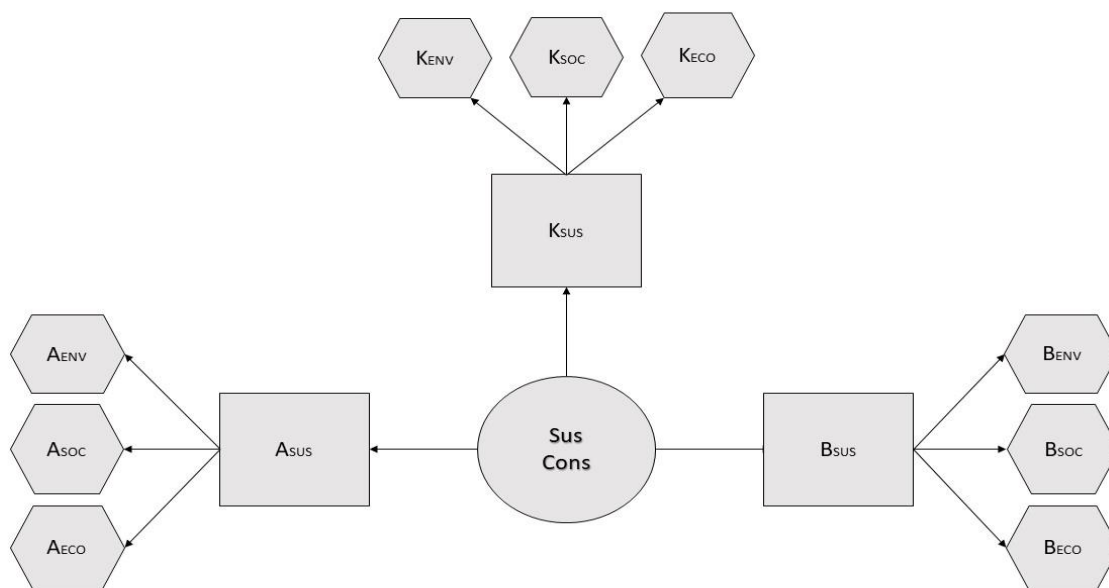 KENV
KSOC
KECO
KSUS
AENV
ASOC
AECO
ASUS
Sus
Cons
BSUS
BENV
BSOC
BECO